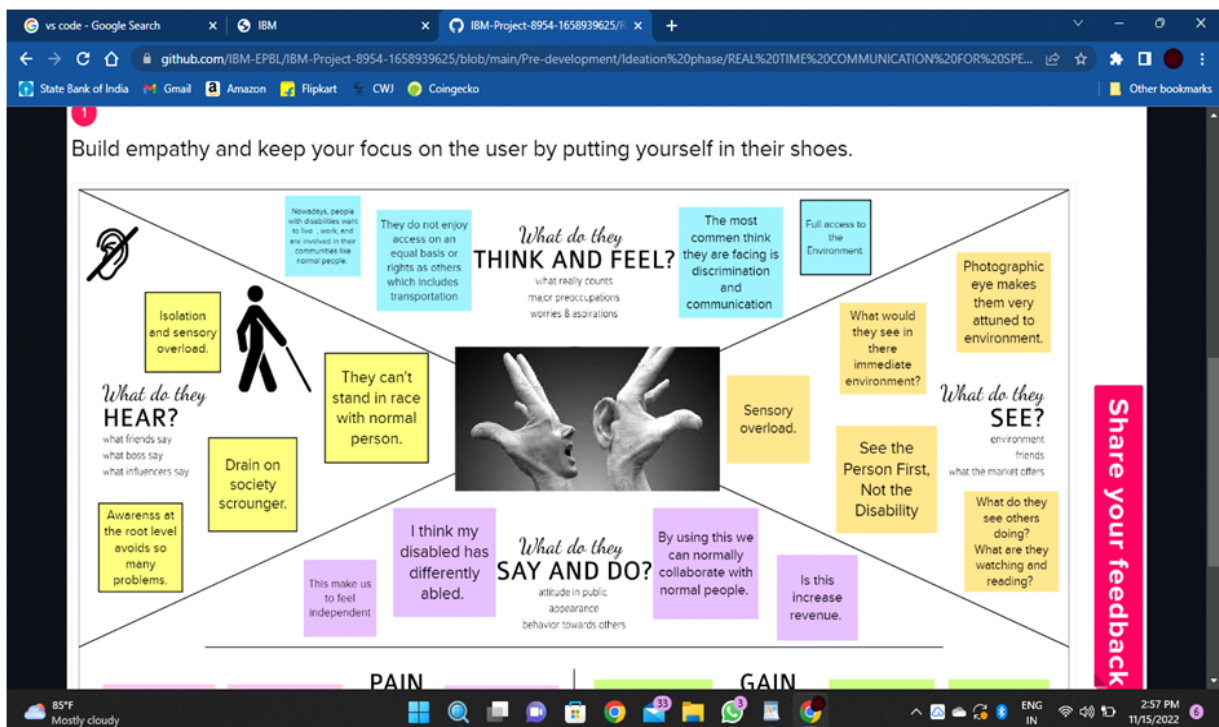 vs code - Google Search
IBM
IBM-Project-8954-1658939625/R
github.com/IBM-EPBL/IBM-Project-8954-1658939625/blob/main/Pre-development/Ideation%20phase/REAL%20TIME%20COMMUNICATION%20FOR%20SPE...
State Bank of India
Gmail
Amazon
Flipkart
CWJ
Coingecko
Other bookmarks
1
Build empathy and keep your focus on the user by putting yourself in their shoes.
Nowadays, people
with disabilities want
to live , work, and
are involved in their
communities like
normal people.
They do not enjoy
access on an
equal basis or
rights as others
which includes
transportation
What do they
THINK AND FEEL?
what really counts
major preoccupations
worries & aspirations
The most
commen think
they are facing is
discrimination
and
communication
Full access to
the
Environment.
Isolation
and sensory
overload.
They can't
stand in race
with normal
person.
What do they
HEAR?
what friends say
what boss say
what influencers say
Drain on
society
scrounger.
Awarenss at
the root level
avoids so
many
problems.
Photographic
eye makes
them very
attuned to
environment.
What would
they see in
there
immediate
environment?
Sensory
overload.
What do they
SEE?
environment
friends
what the market offers
See the
Person First,
Not the
Disability
What do they
see others
doing?
What are they
watching and
reading?
This make us
to feel
independent
I think my
disabled has
differently
abled.
What do they
SAY AND DO?
attitude in public
appearance
behavior towards others
By using this we
can normally
collaborate with
normal people.
Is this
increase
revenue.
Share your feedback
PAIN
GAIN
85°F
Mostly cloudy
33
3
ENG
IN
2:57 PM
11/15/2022
6